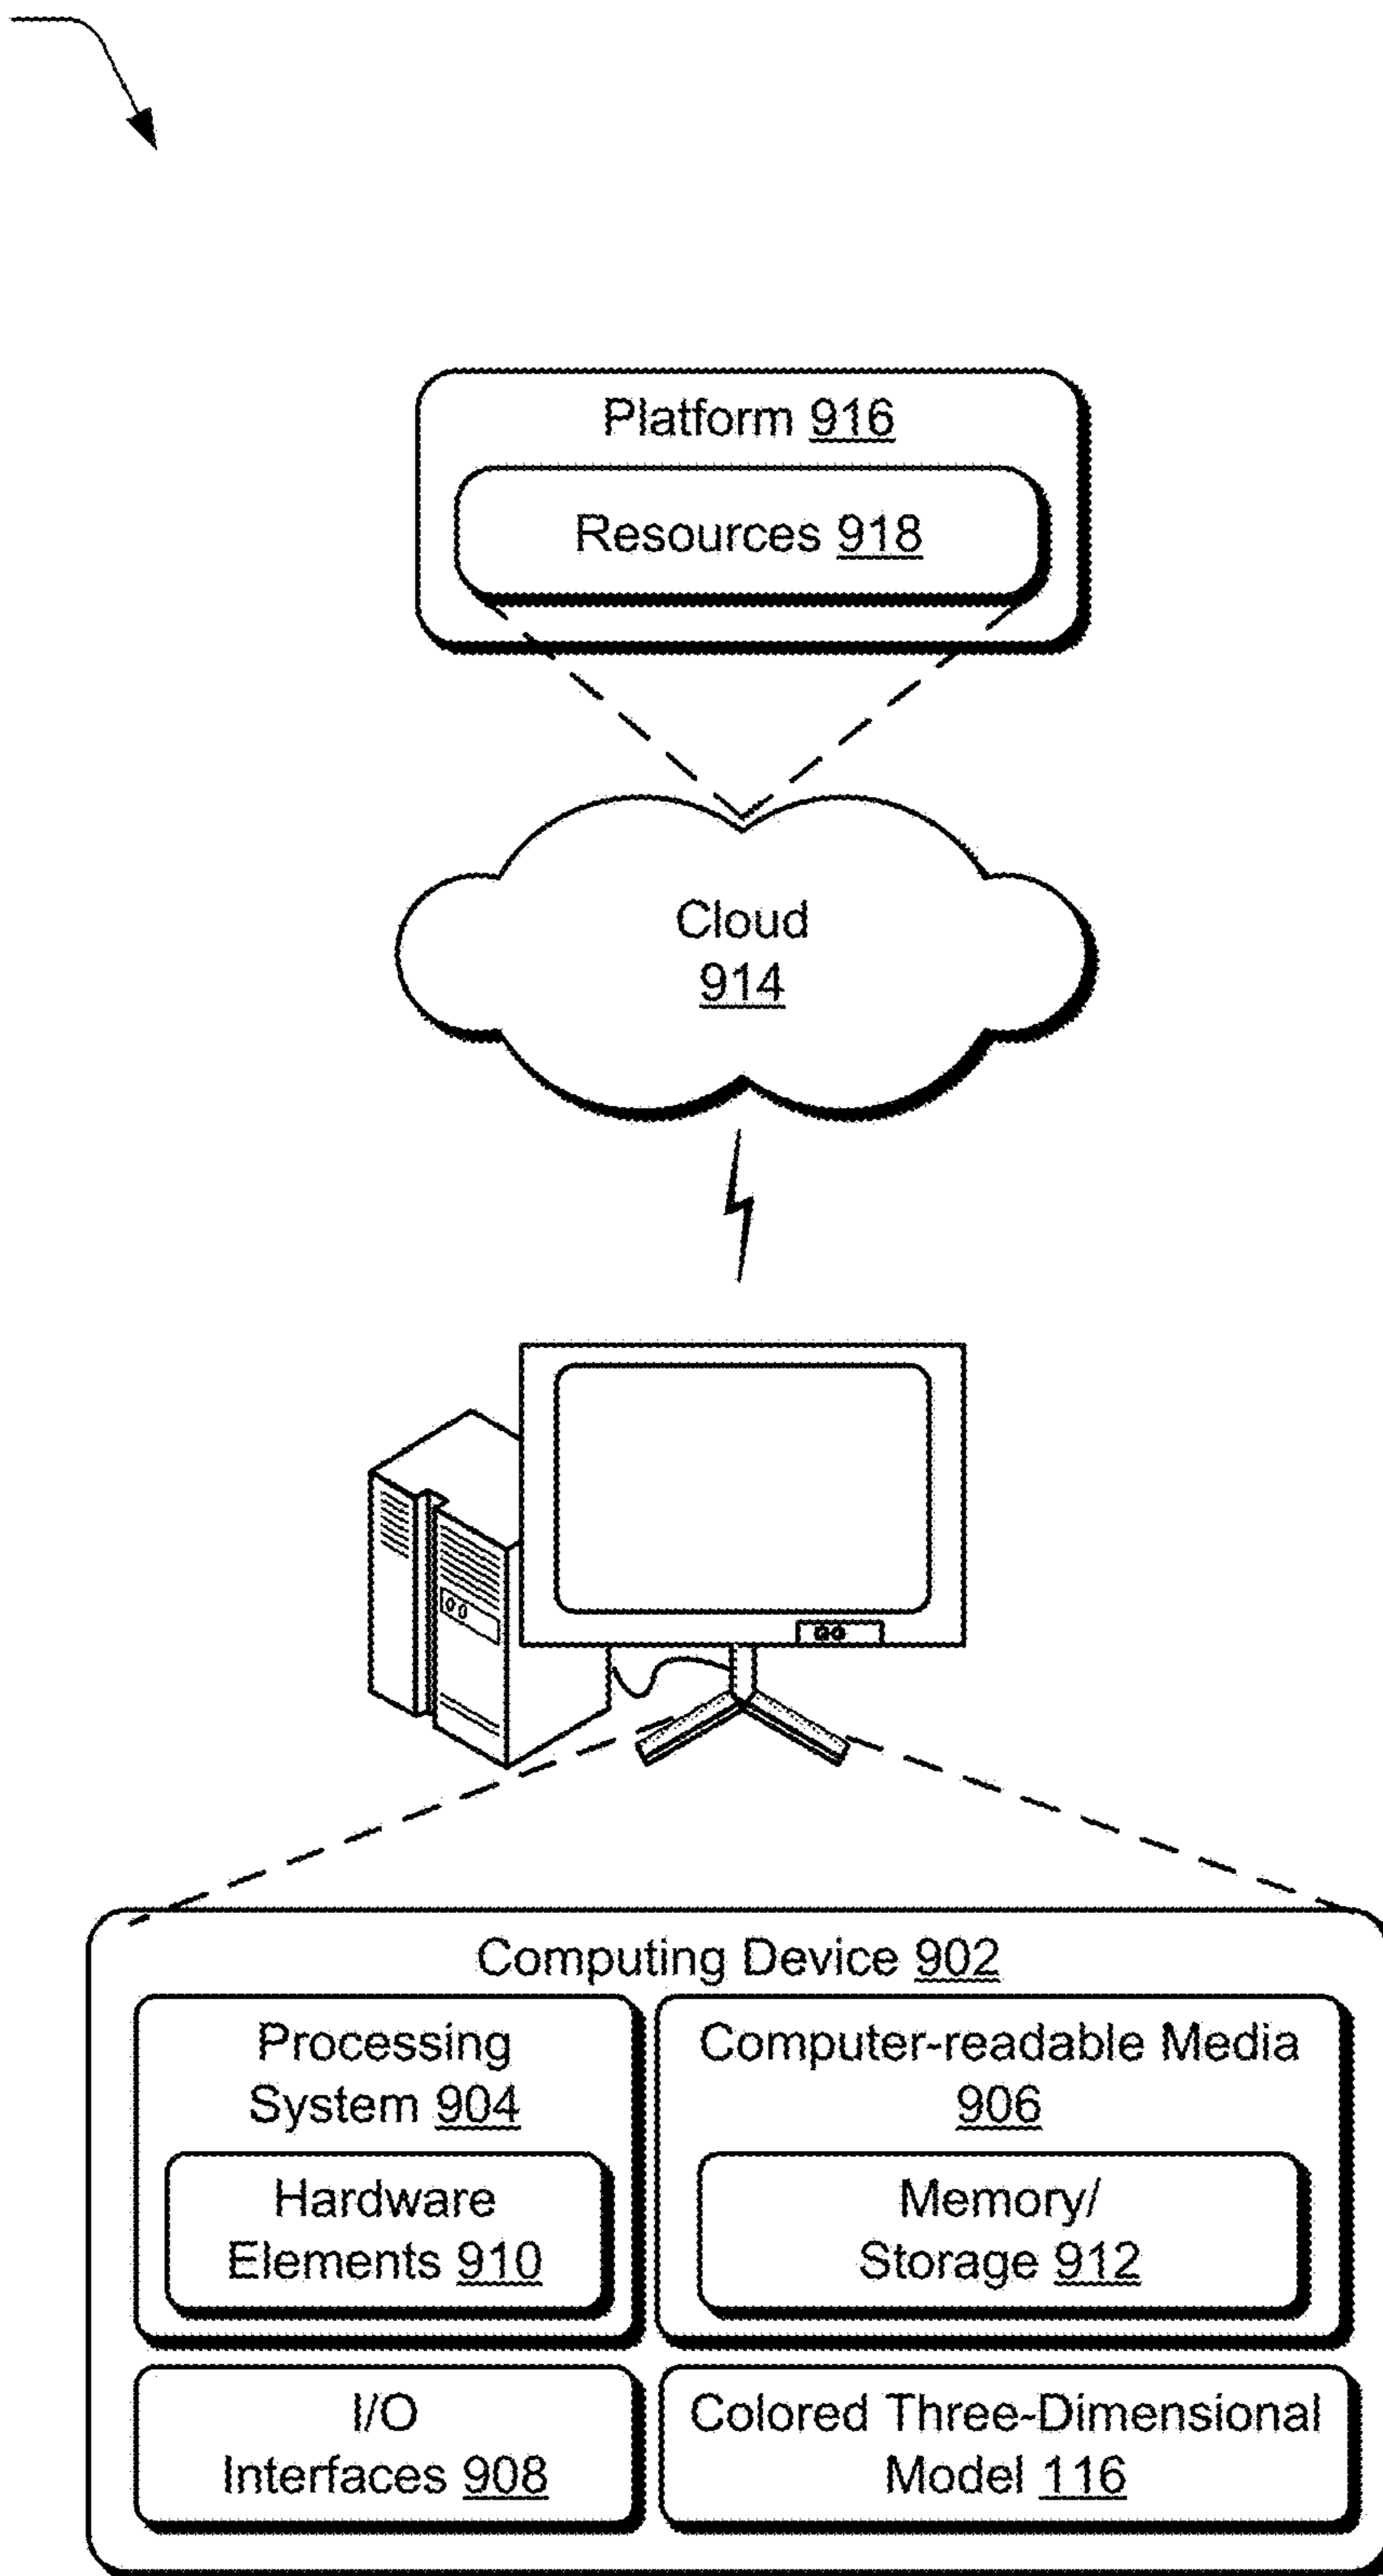 Platform 916
Resources 918
Cloud
914
Computing Device 902
Processing
System 904
Hardware
Elements 910
Computer-readable Media
906
Memory/
Storage 912
I/O
Interfaces 908
Colored Three-Dimensional
Model 116